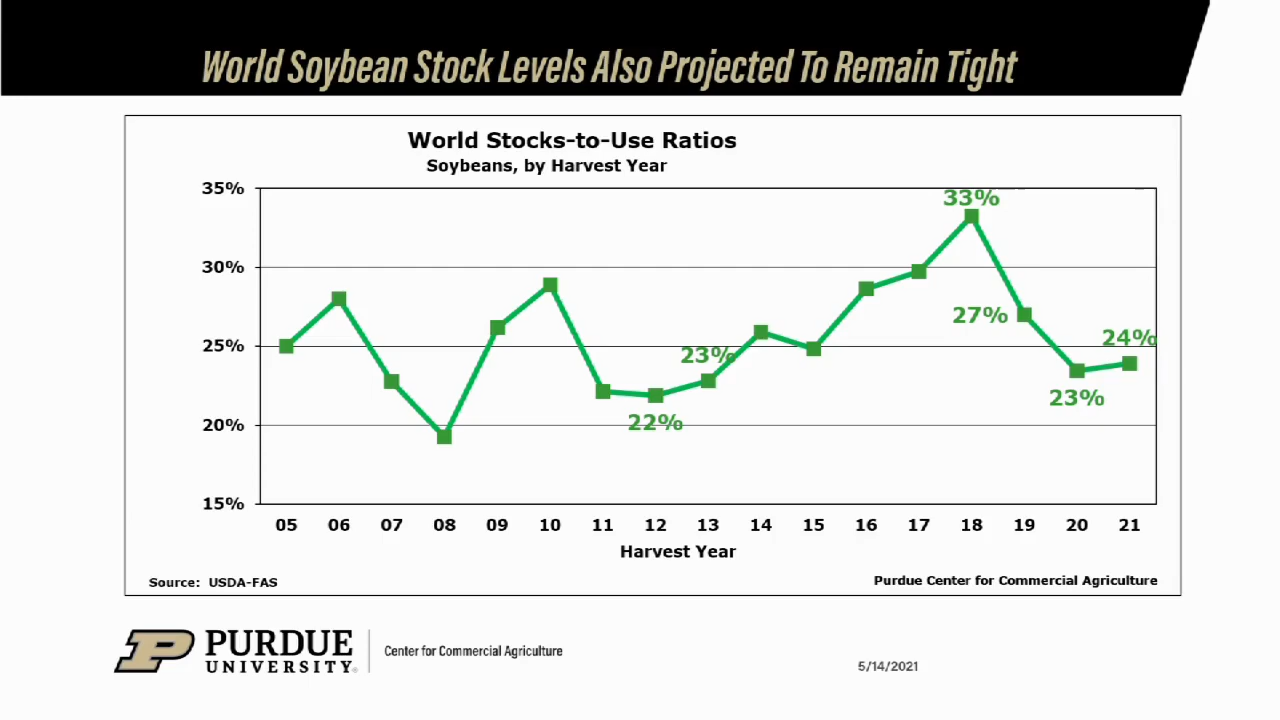 World Soybean Stock Levels Also Projected To Remain Tight
World Stocks-to-Use Ratios
Soybeans, by Harvest Year
35%
30%
25%
20%
15%
33%
27%
24%
23%
23%
22%
05 06 07 08 09 10 11 12 13 14 15 16 17 18 19 20 21
Harvest Year
Source: USDA-FAS
Purdue Center for Commercial Agriculture
P PURDUE UNIVERSITY
Center for Commercial Agriculture
5/14/2021